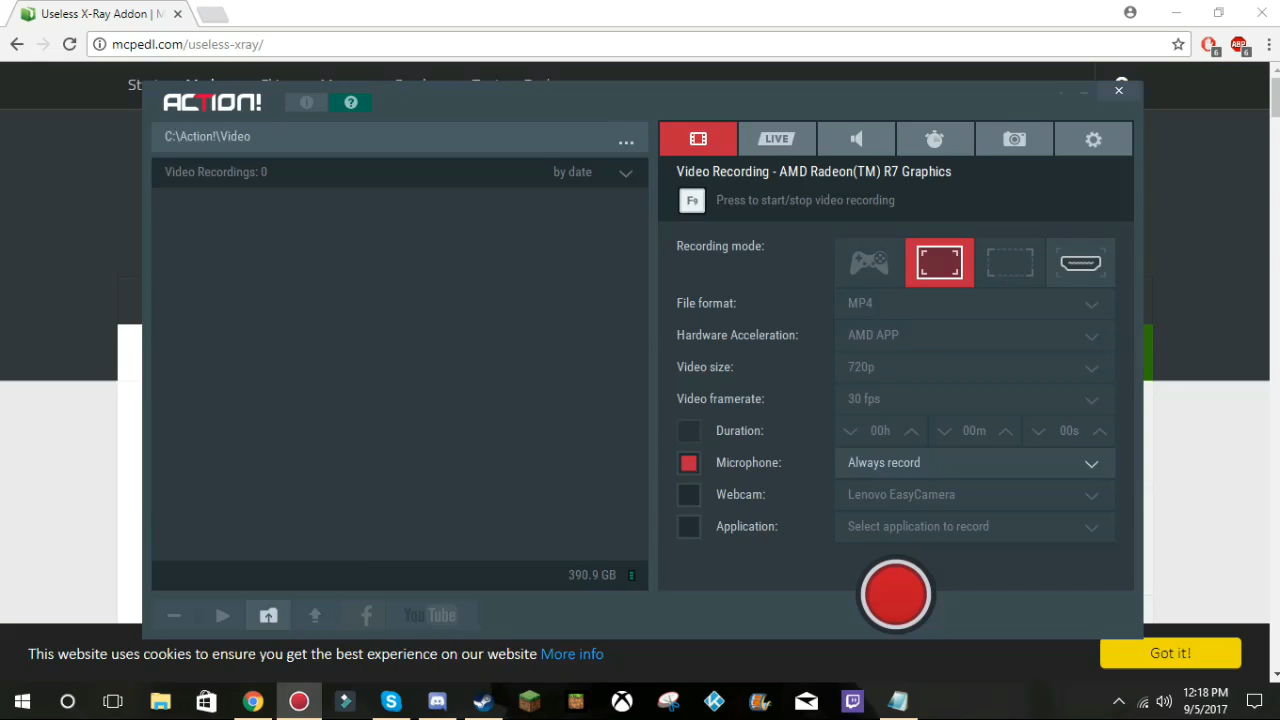 Useless X-Ray Addon | M
mcpedl.com/useless-xray/
6
ABP
6
ACTION!
C:\Action!\Video
...
Video Recordings: 0
by date
390.9 GB
YouTube
LIVE
Video Recording - AMD Radeon(TM) R7 Graphics
F9
Press to start/stop video recording
Recording mode:
File format:
MP4
Hardware Acceleration:
AMD APP
Video size:
720p
Video framerate:
30 fps
Duration:
00h
00m
00s
Microphone:
Always record
Webcam:
Lenovo EasyCamera
Application:
Select application to record
This website uses cookies to ensure you get the best experience on our website More info
Got it!
12:18 PM
9/5/2017